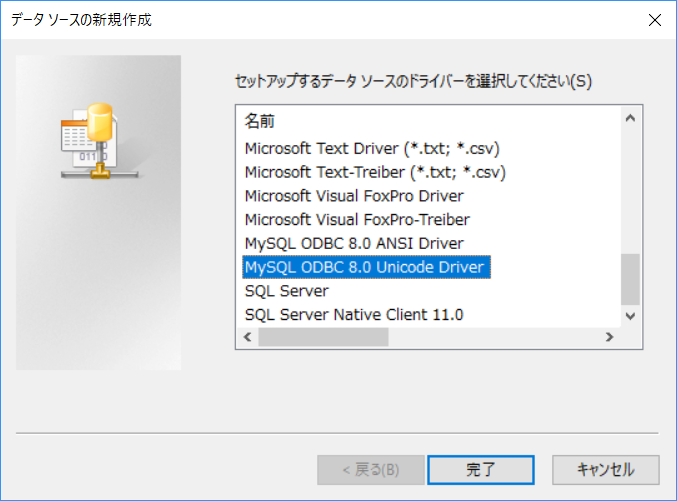 データ ソースの新規作成
セットアップするデータ ソースのドライバーを選択してください(S)
名前
Microsoft Text Driver (*.txt; *.csv)
Microsoft Text-Treiber (*.txt; *.csv)
Microsoft Visual FoxPro Driver
Microsoft Visual FoxPro-Treiber
MySQL ODBC 8.0 ANSI Driver
MySQL ODBC 8.0 Unicode Driver
SQL Server
SQL Server Native Client 11.0
< 戻る(B)
完了
キャンセル